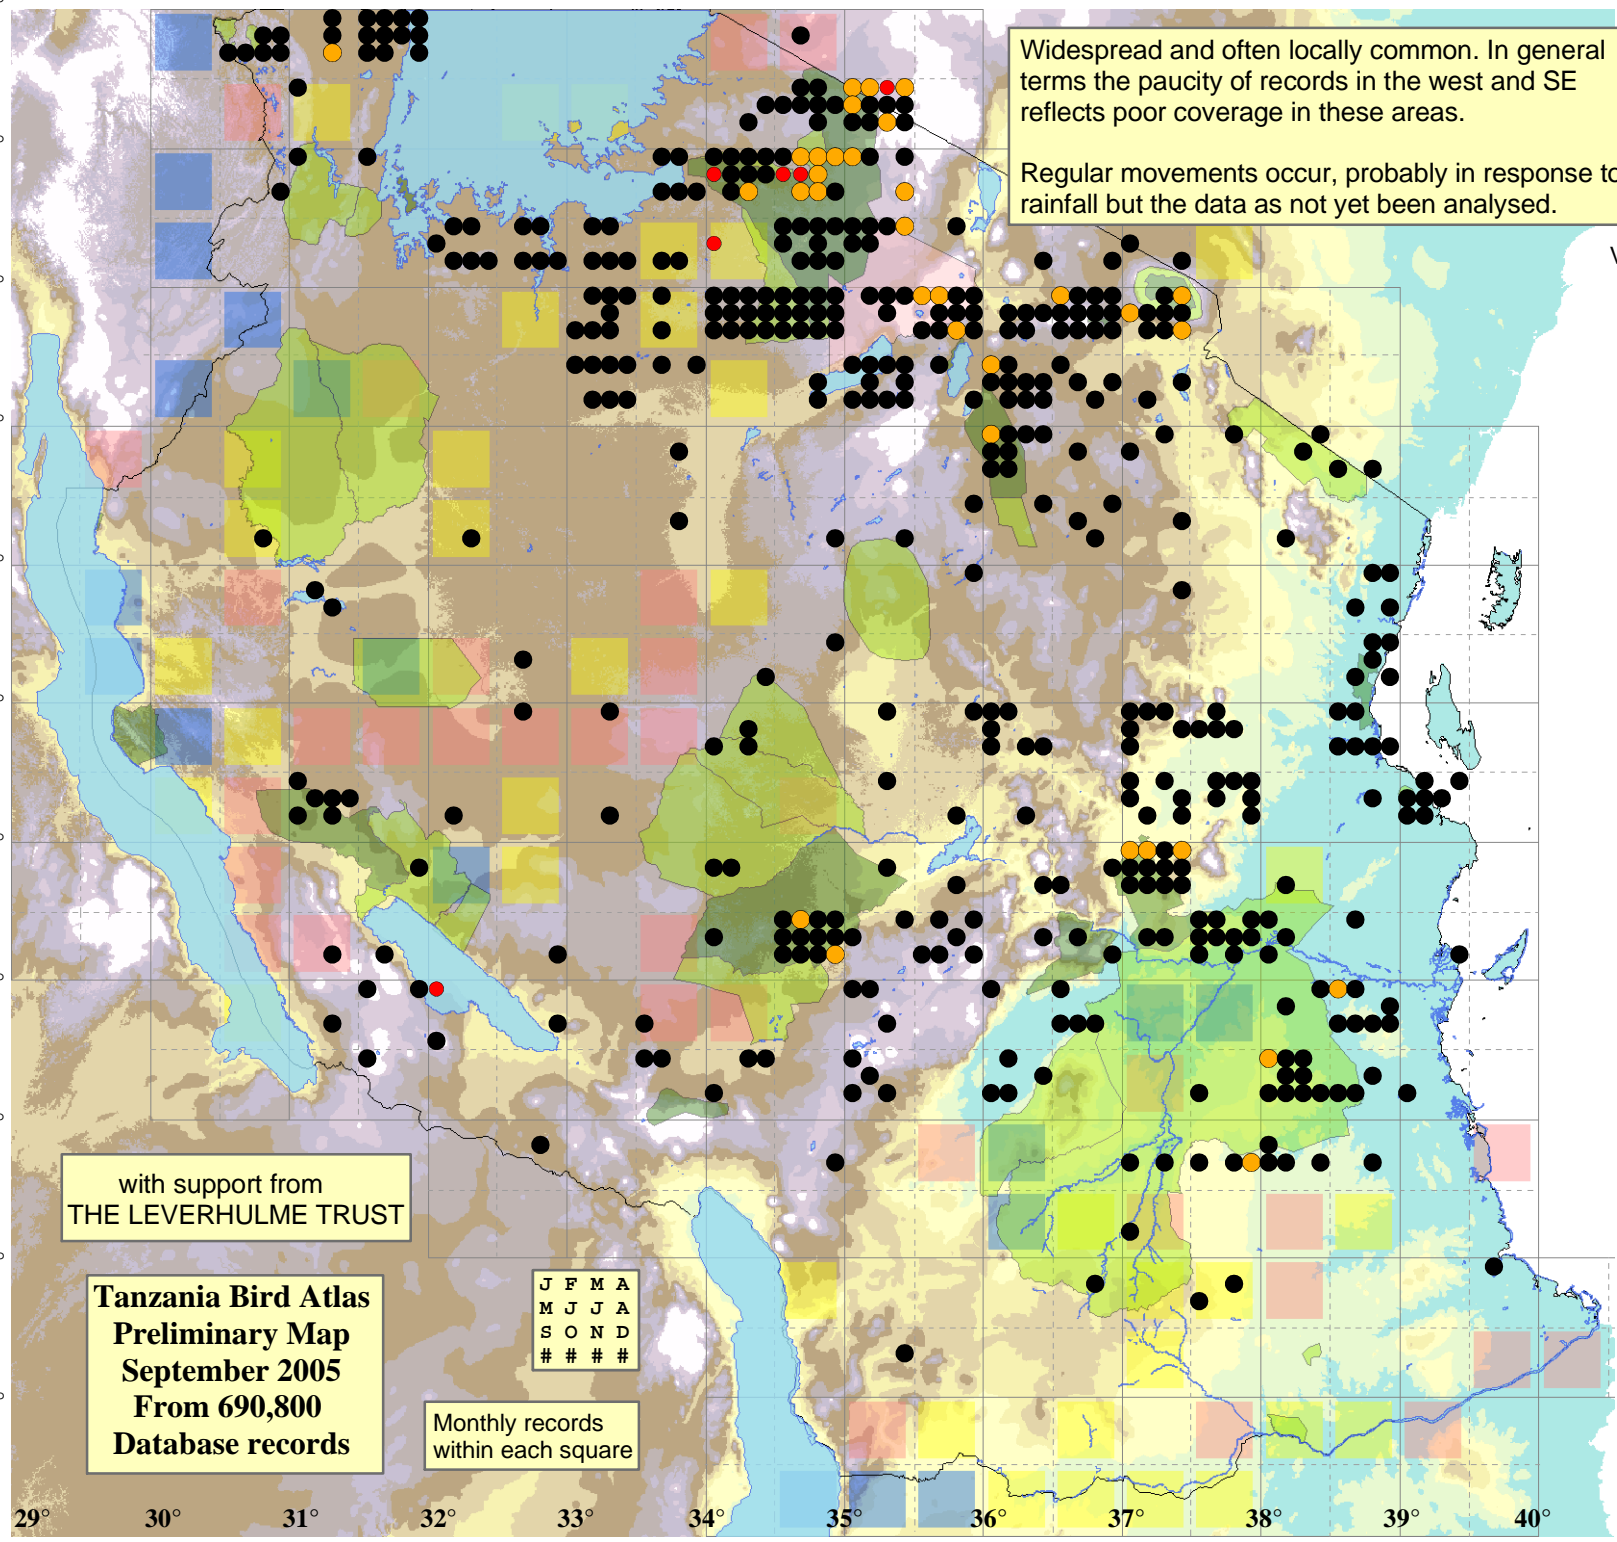 Widespread and often locally common. In general
terms the paucity of records in the west and SE
reflects poor coverage in these areas.
Regular movements occur, probably in response to
rainfall but the data as not yet been analysed.
V
with support from
THE LEVERHULME TRUST
Tanzania Bird Atlas
Preliminary Map
September 2005
From 690,800
Database records
J F M A
M J J A
S O N D
# # # #
Monthly records
within each square
29° 30° 31° 32° 33° 34° 35° 36° 37° 38° 39° 40°